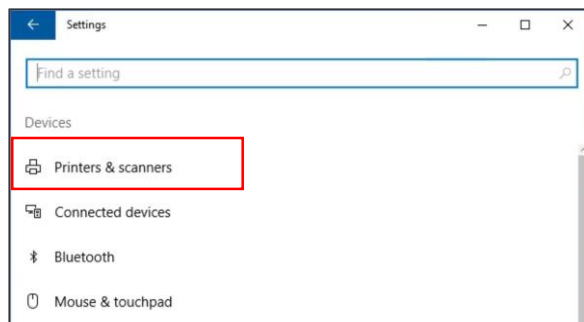 Settings
Find a setting
Devices
Printers & scanners
Connected devices
Bluetooth
Mouse & touchpad